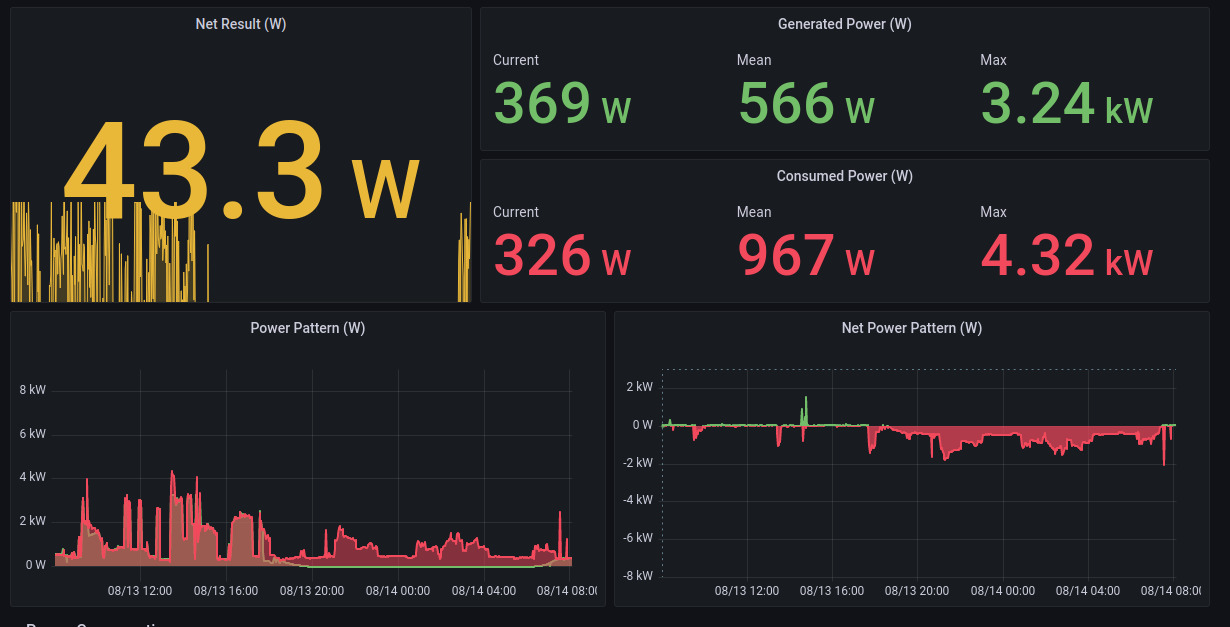 Net Result (W)
43.3 W
Generated Power (W)
Current Mean Max
369 W 566 W 3.24 kW
Consumed Power (W)
Current Mean Max
326 W 967 W 4.32 kW
Power Pattern (W)
8 kW
6 kW
4 kW
2 kW
0 W
08/13 12:00 08/13 16:00 08/13 20:00 08/14 00:00 08/14 04:00 08/14 08:00
Net Power Pattern (W)
2 kW
0 W
-2 kW
-4 kW
-6 kW
-8 kW
08/13 12:00 08/13 16:00 08/13 20:00 08/14 00:00 08/14 04:00 08/14 08:00